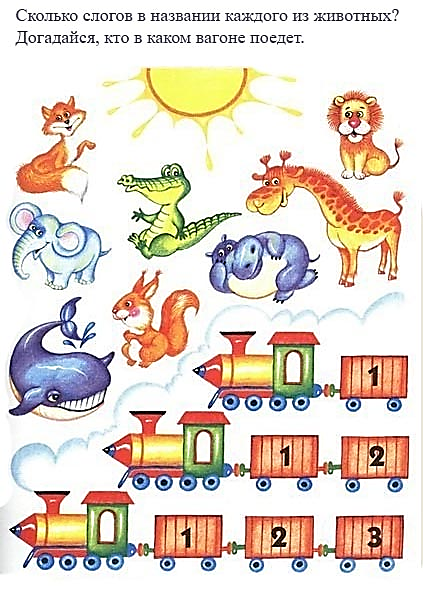 Сколько слогов в названии каждого из животных?
Догадайся, кто в каком вагоне поедет.
1
1 2
1 2 3